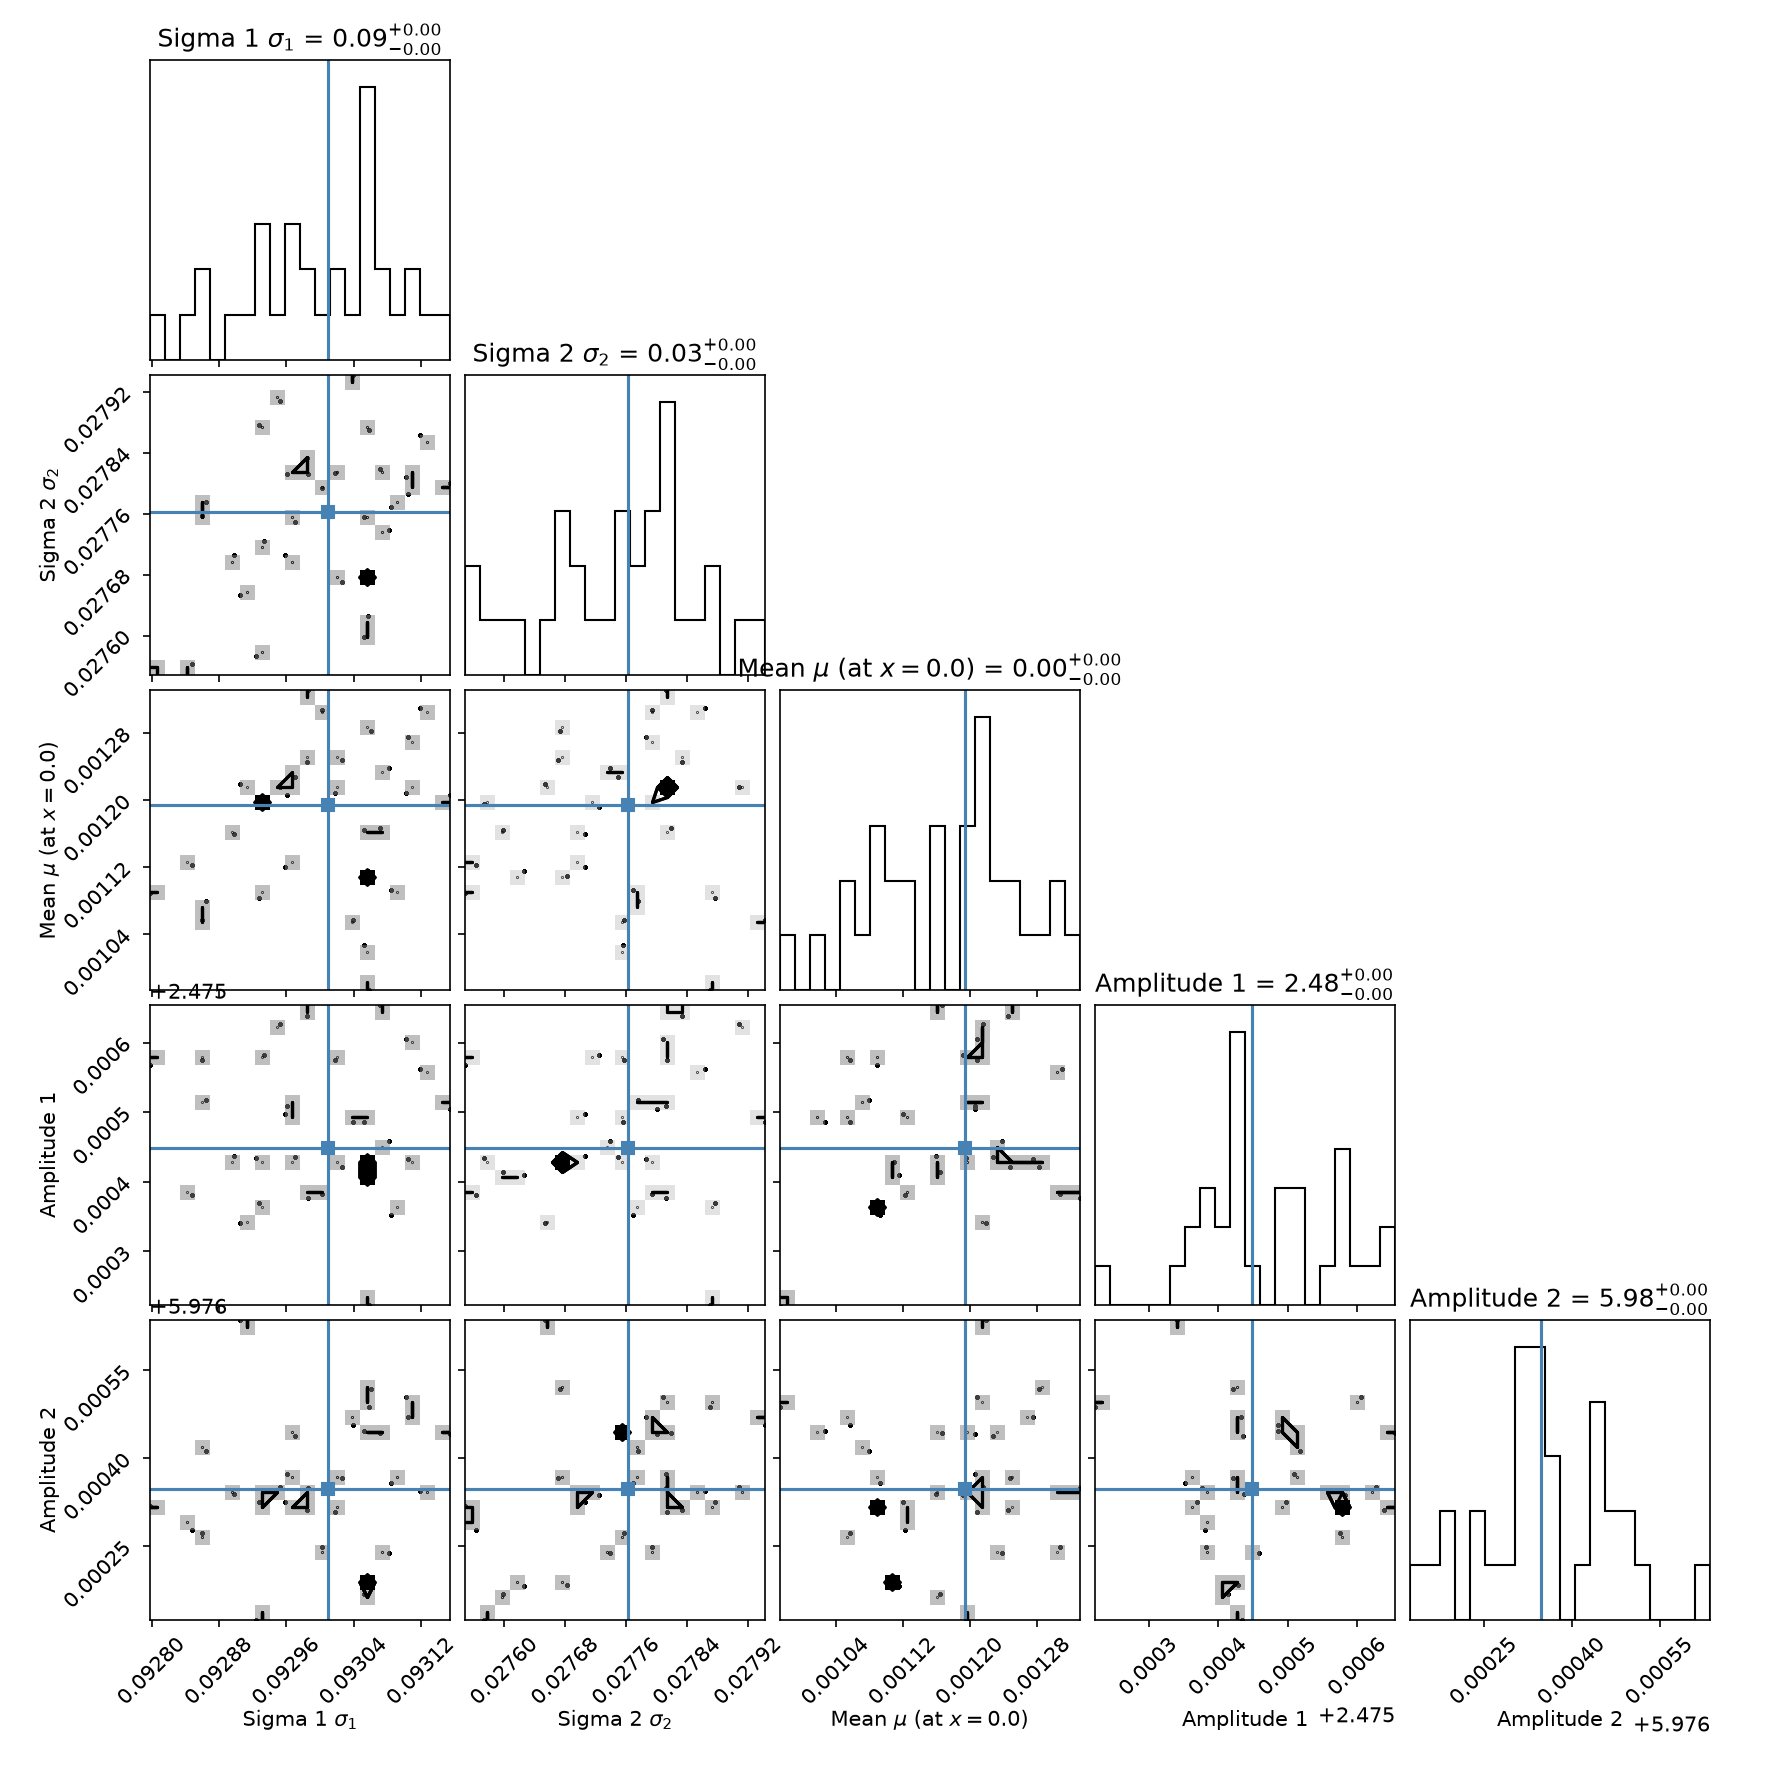 Sigma 1 σ₁ = 0.09+0.00 −0.00
Sigma 2 σ₂ = 0.03+0.00 −0.00
0.02792
0.02784
0.02776
0.02768
0.02760
Sigma 2 σ₂
Mean μ (at x = 0.0) = 0.00+0.00 −0.00
0.00128
0.00120
0.00112
0.00104
Mean μ (at x = 0.0)
Amplitude 1 = 2.48+0.00 −0.00
+2.475
0.0006
0.0005
0.0004
0.0003
Amplitude 1
Amplitude 2 = 5.98+0.00 −0.00
+5.976
0.00055
0.00040
0.00025
Amplitude 2
0.09280 0.09288 0.09296 0.09304 0.09312
0.02760 0.02768 0.02776 0.02784 0.02792
0.00104 0.00112 0.00120 0.00128
0.0003 0.0004 0.0005 0.0006
0.00025 0.00040 0.00055
Sigma 1 σ₁
Sigma 2 σ₂
Mean μ (at x = 0.0)
Amplitude 1 +2.475
Amplitude 2 +5.976